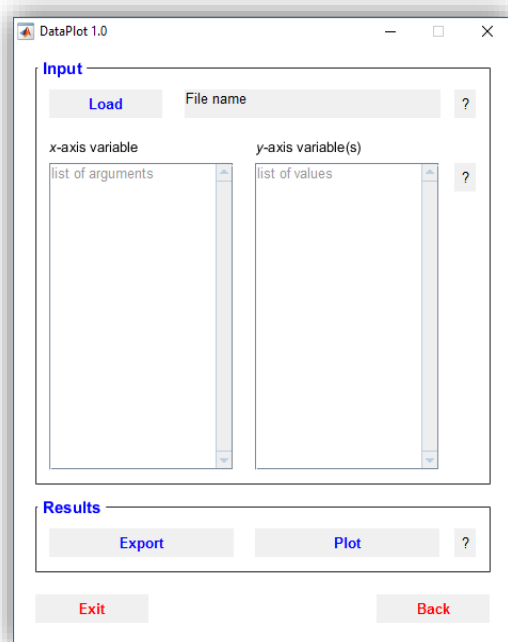 DataPlot 1.0
Input
Load File name ?
x-axis variable y-axis variable(s)
list of arguments list of values ?
Results
Export Plot ?
Exit Back